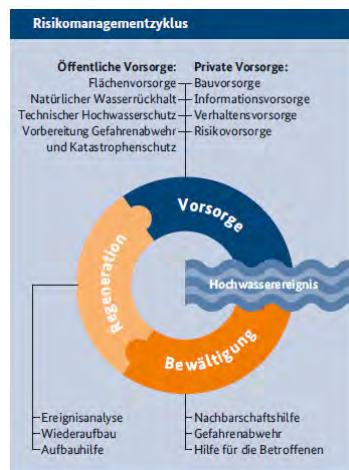 Risikomanagementzyklus
Öffentliche Vorsorge:
Flächenvorsorge
Natürlicher Wasserrückhalt
Technischer Hochwasserschutz
Vorbereitung Gefahrenabwehr
und Katastrophenschutz
Private Vorsorge:
Bauvorsorge
Informationsvorsorge
Verhaltensvorsorge
Risikovorsorge
Vorsorge
Hochwasserereignis
Bewältigung
Regeneration
Ereignisanalyse
Wiederaufbau
Aufbauhilfe
Nachbarschaftshilfe
Gefahrenabwehr
Hilfe für die Betroffenen